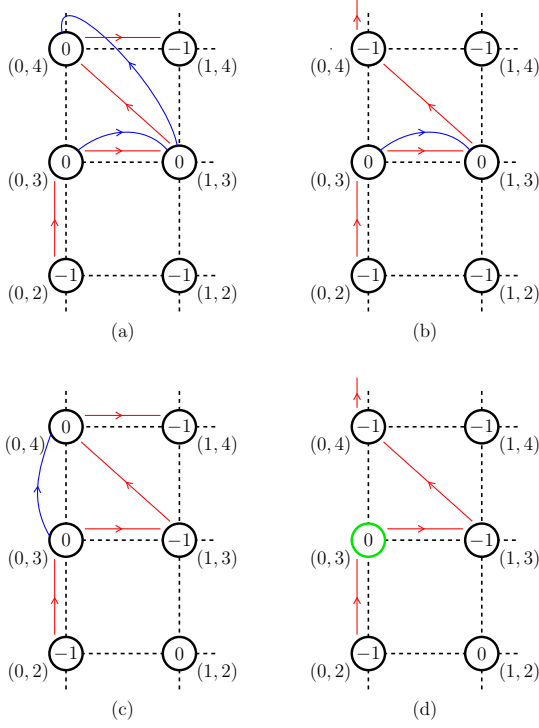 0 −1 −1 −1
(0, 4) (1, 4) (0, 4) (1, 4)
0 0 0 0
(0, 3) (1, 3) (0, 3) (1, 3)
−1 −1 −1 −1
(0, 2) (1, 2) (0, 2) (1, 2)
(a) (b)
0 −1 −1 −1
(0, 4) (1, 4) (0, 4) (1, 4)
0 −1 0 −1
(0, 3) (1, 3) (0, 3) (1, 3)
−1 0 −1 0
(0, 2) (1, 2) (0, 2) (1, 2)
(c) (d)